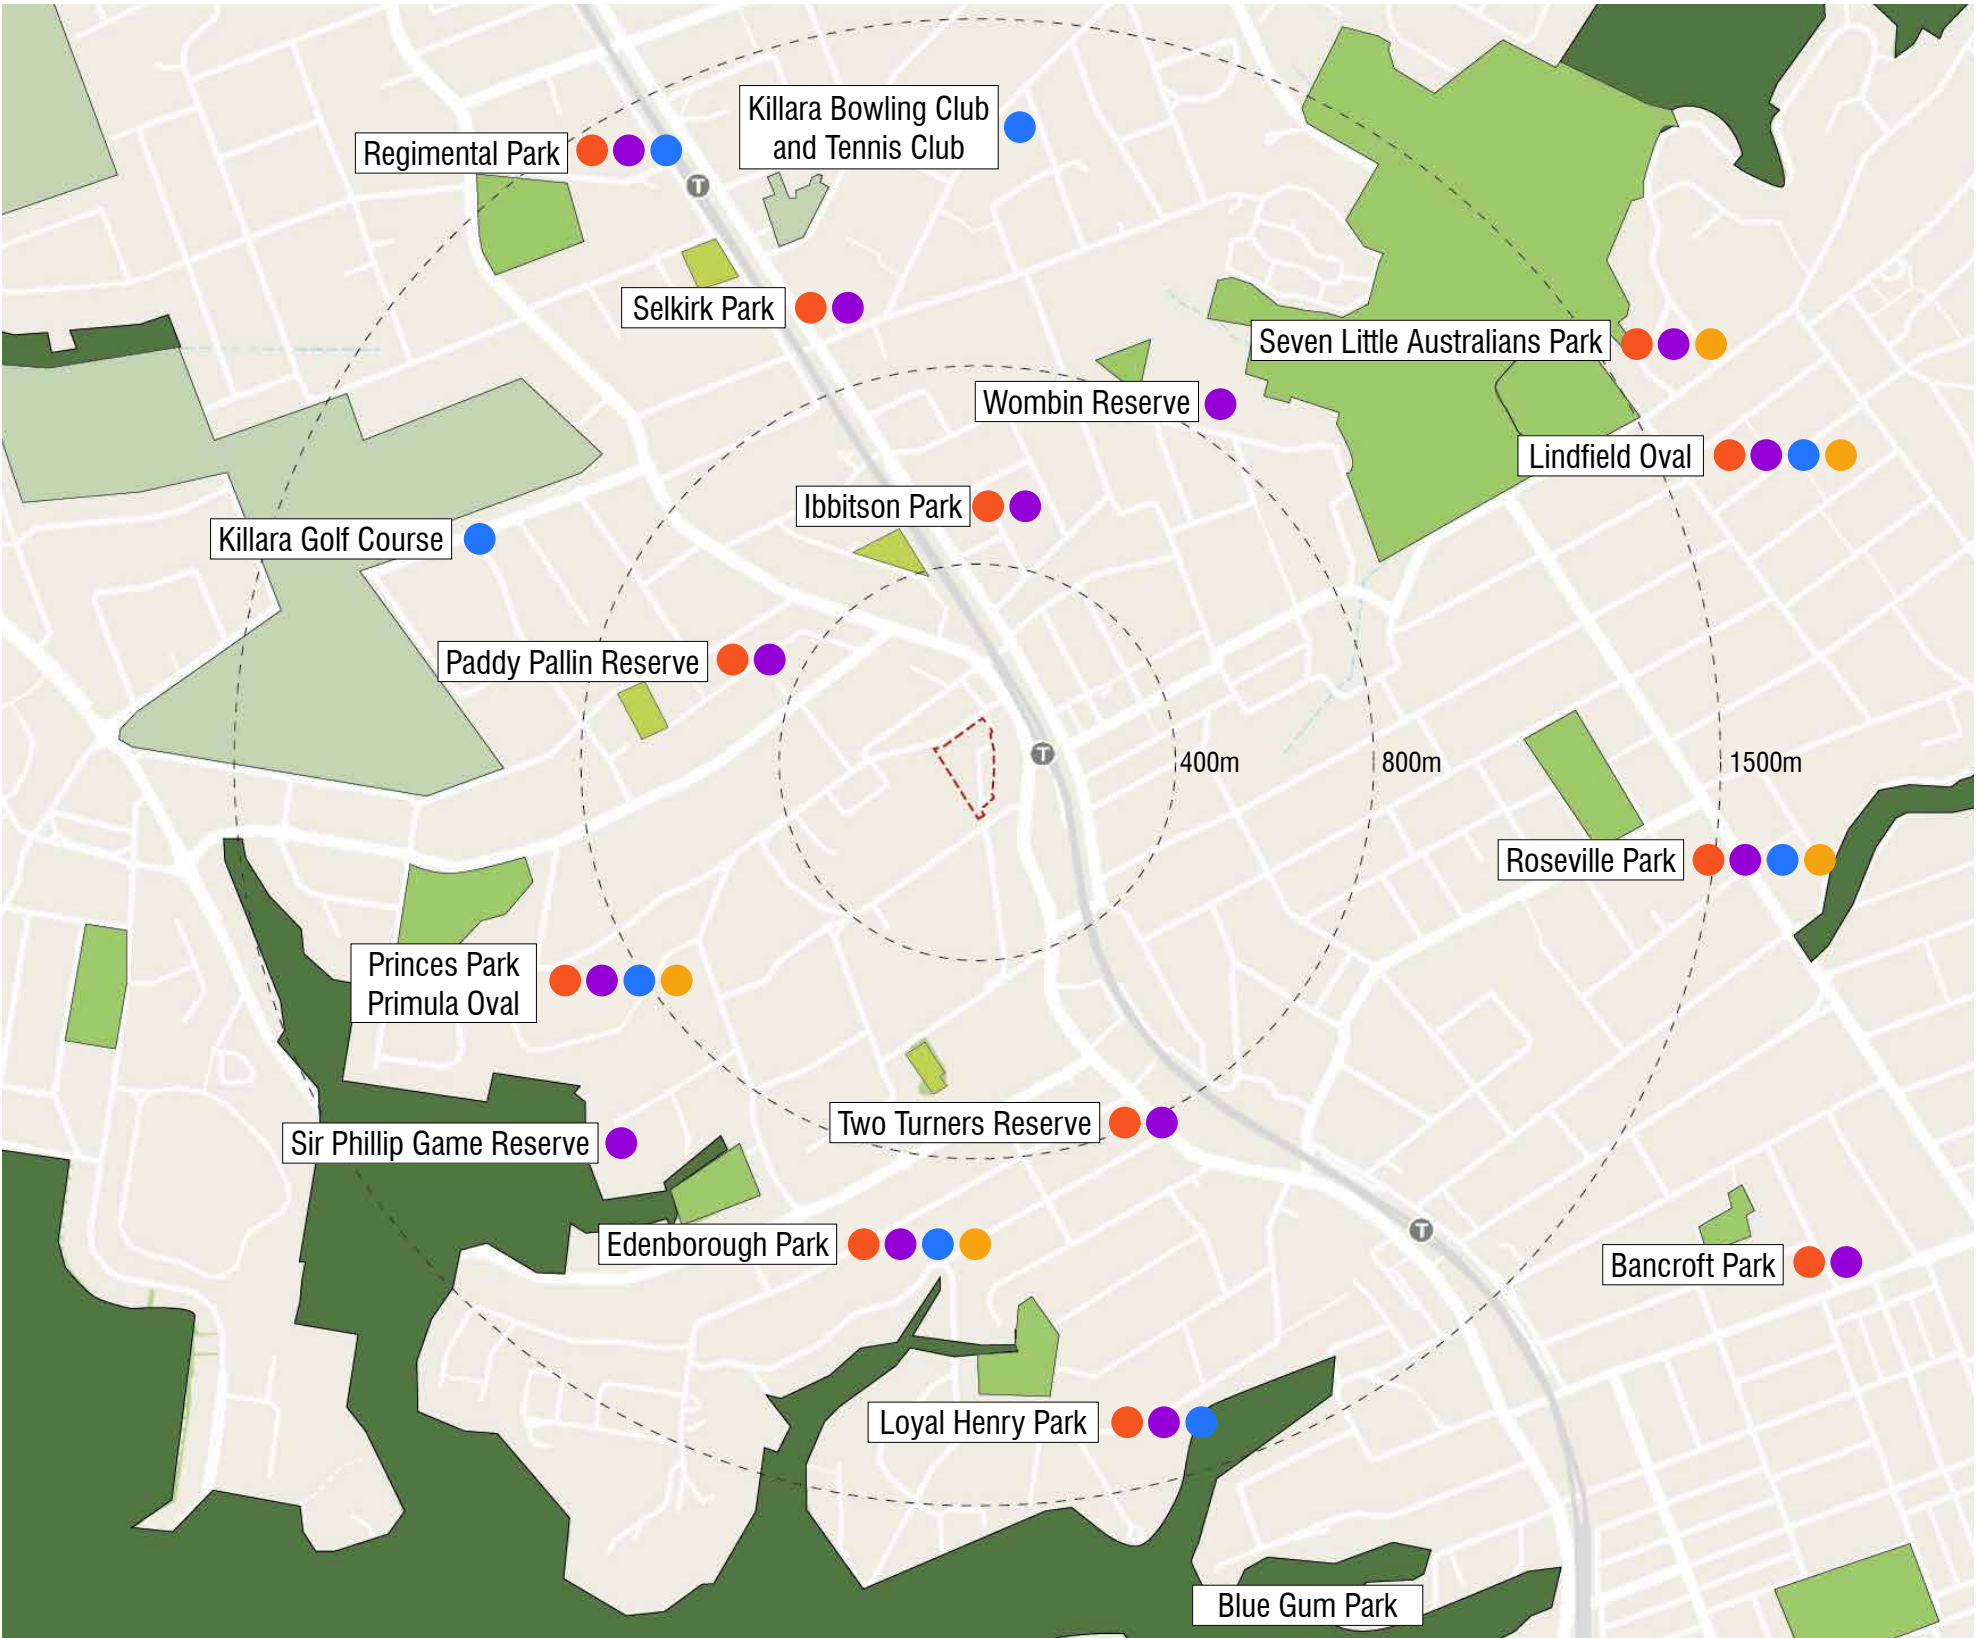 Killara Bowling Club
and Tennis Club
Regimental Park
T
Selkirk Park
Seven Little Australians Park
Wombin Reserve
Lindfield Oval
Ibbitson Park
Killara Golf Course
Paddy Pallin Reserve
T
400m
800m
1500m
Roseville Park
Princes Park
Primula Oval
Two Turners Reserve
Sir Phillip Game Reserve
T
Edenborough Park
Bancroft Park
Loyal Henry Park
Blue Gum Park